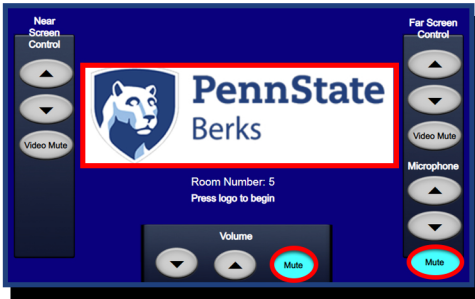 Near
Screen
Control
Video Mute
PennState
Berks
Room Number: 5
Press logo to begin
Volume
Mute
Far Screen
Control
Video Mute
Microphone
Mute